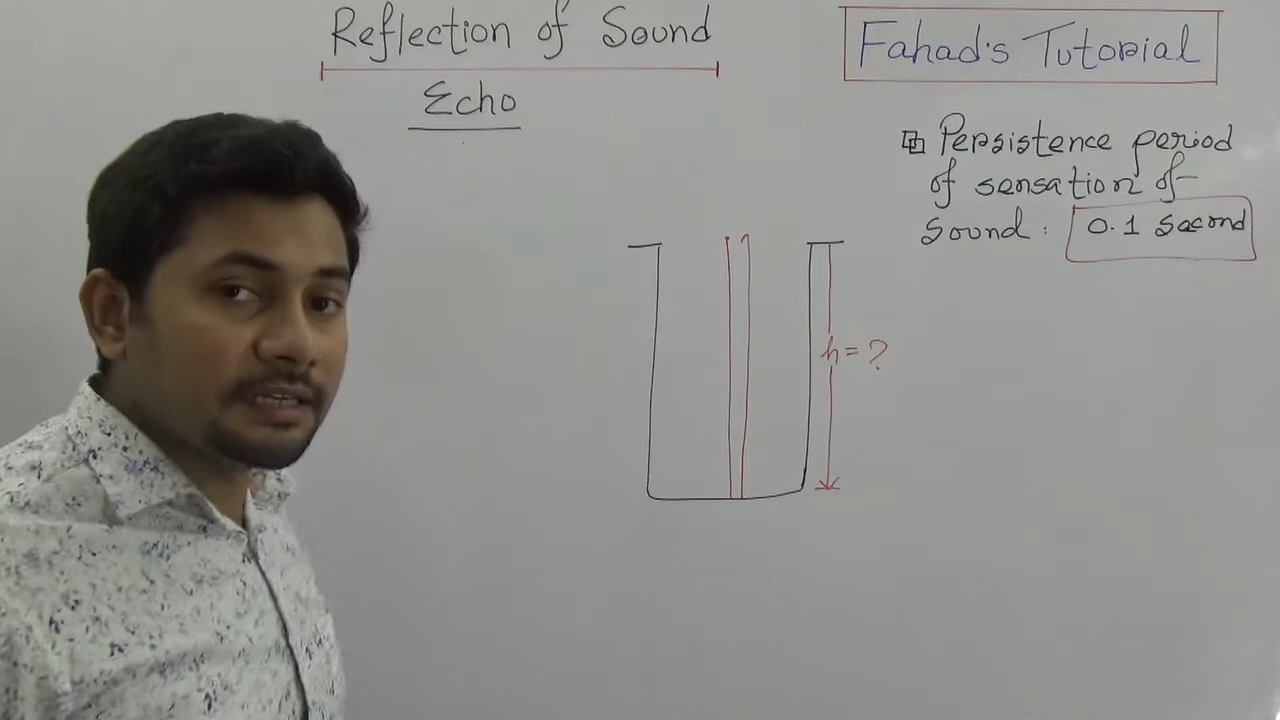 Reflection of Sound
Echo
Fahad's Tutorial
Persistence period
of sensation of
Sound: 0.1 Second
h = ?